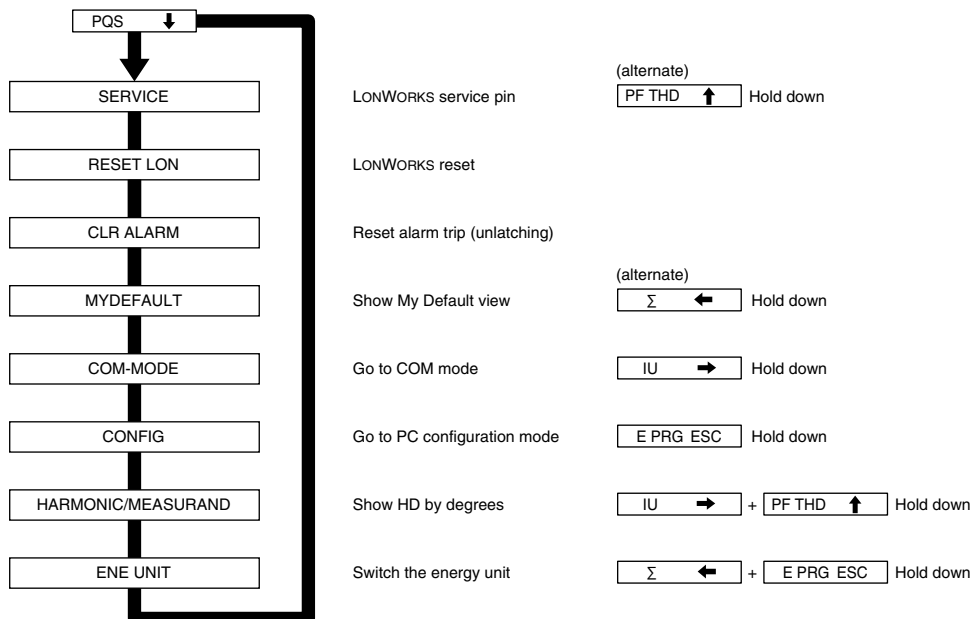 PQS ⬇
(alternate)
SERVICE LONWORKS service pin PF THD ⬆ Hold down
RESET LON LONWORKS reset
CLR ALARM Reset alarm trip (unlatching)
(alternate)
MYDEFAULT Show My Default view Σ ⬅ Hold down
COM-MODE Go to COM mode IU ➡ Hold down
CONFIG Go to PC configuration mode E PRG ESC Hold down
HARMONIC/MEASURAND Show HD by degrees IU ➡ + PF THD ⬆ Hold down
ENE UNIT Switch the energy unit Σ ⬅ + E PRG ESC Hold down